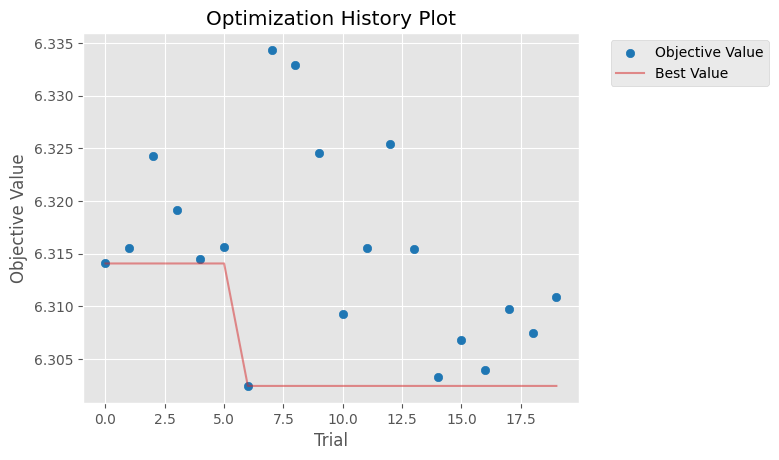 Optimization History Plot
Objective Value
Best Value
6.335
6.330
6.325
6.320
6.315
6.310
6.305
Objective Value
0.0 2.5 5.0 7.5 10.0 12.5 15.0 17.5
Trial